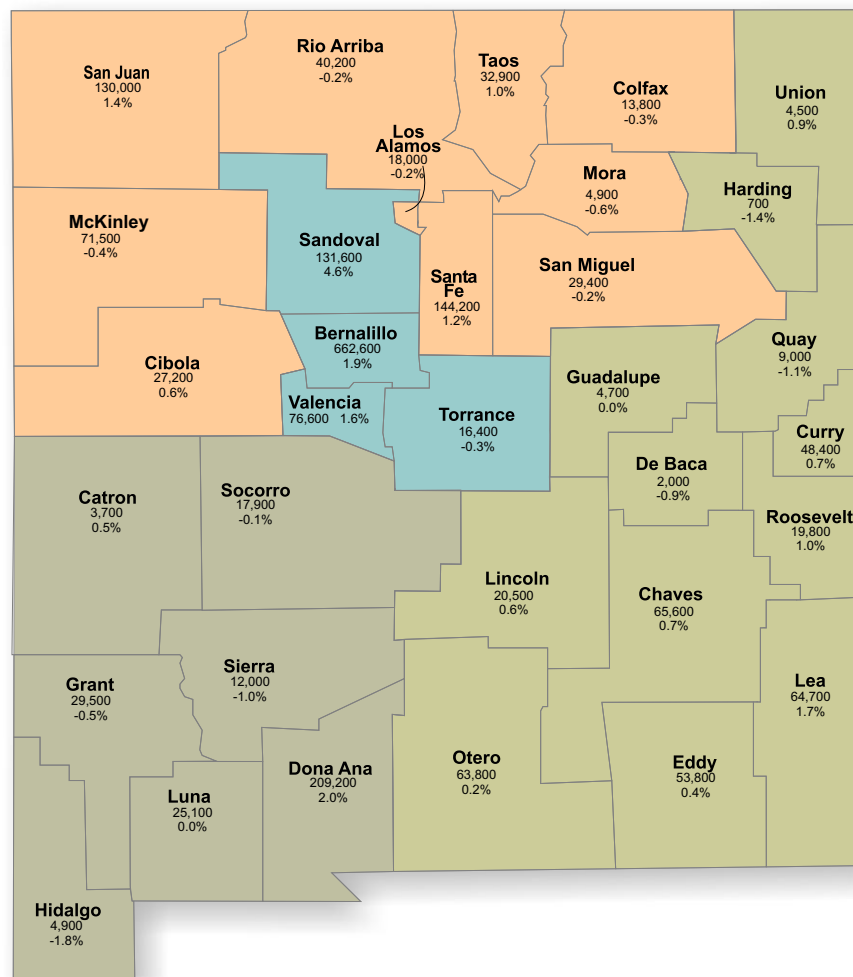 San Juan
130,000
1.4%
Rio Arriba
40,200
-0.2%
Taos
32,900
1.0%
Colfax
13,800
-0.3%
Union
4,500
0.9%
Los
Alamos
18,000
-0.2%
Mora
4,900
-0.6%
Harding
700
-1.4%
McKinley
71,500
-0.4%
Sandoval
131,600
4.6%
Santa
Fe
144,200
1.2%
San Miguel
29,400
-0.2%
Bernalillo
662,600
1.9%
Quay
9,000
-1.1%
Cibola
27,200
0.6%
Guadalupe
4,700
0.0%
Valencia
76,600 1.6%
Torrance
16,400
-0.3%
Curry
48,400
0.7%
De Baca
2,000
-0.9%
Catron
3,700
0.5%
Socorro
17,900
-0.1%
Roosevelt
19,800
1.0%
Lincoln
20,500
0.6%
Chaves
65,600
0.7%
Sierra
12,000
-1.0%
Grant
29,500
-0.5%
Lea
64,700
1.7%
Otero
63,800
0.2%
Eddy
53,800
0.4%
Dona Ana
209,200
2.0%
Luna
25,100
0.0%
Hidalgo
4,900
-1.8%